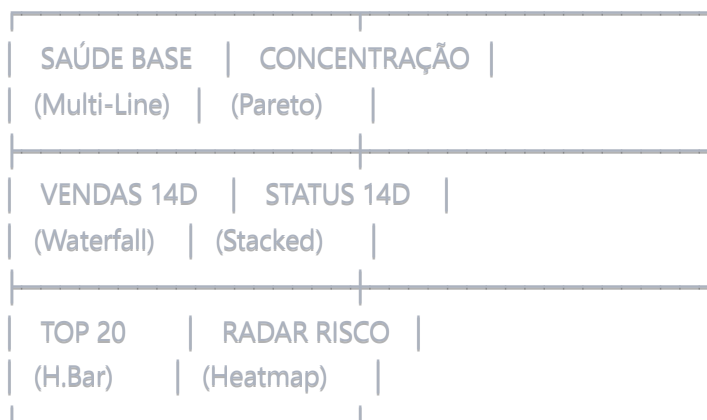 SAÚDE BASE | CONCENTRAÇÃO
(Multi-Line) | (Pareto)
VENDAS 14D | STATUS 14D
(Waterfall) | (Stacked)
TOP 20 | RADAR RISCO
(H.Bar) | (Heatmap)